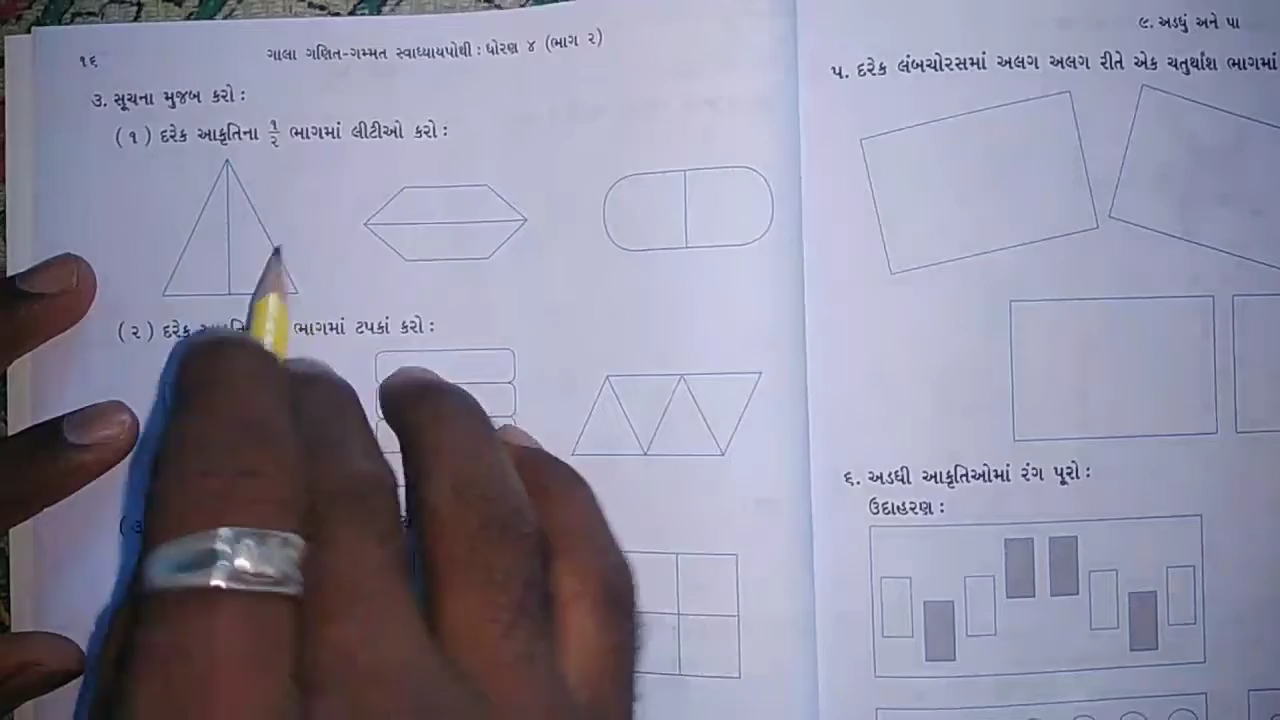 ૧૬
ગાલા ગણિત-ગમ્મત સ્વાધ્યાયપોથી : ધોરણ ૪ (ભાગ ૨)
૩. સૂચના મુજબ કરો :
(૧) દરેક આકૃતિના ૧/૨ ભાગમાં લીટીઓ કરો :
(૨) દરેક ભાગમાં ટપકાં કરો :
૯. અડધું અને પા
૫. દરેક લંબચોરસમાં અલગ અલગ રીતે એક ચતુર્થાંશ ભાગમાં
૬. અડધી આકૃતિઓમાં રંગ પૂરો :
ઉદાહરણ :